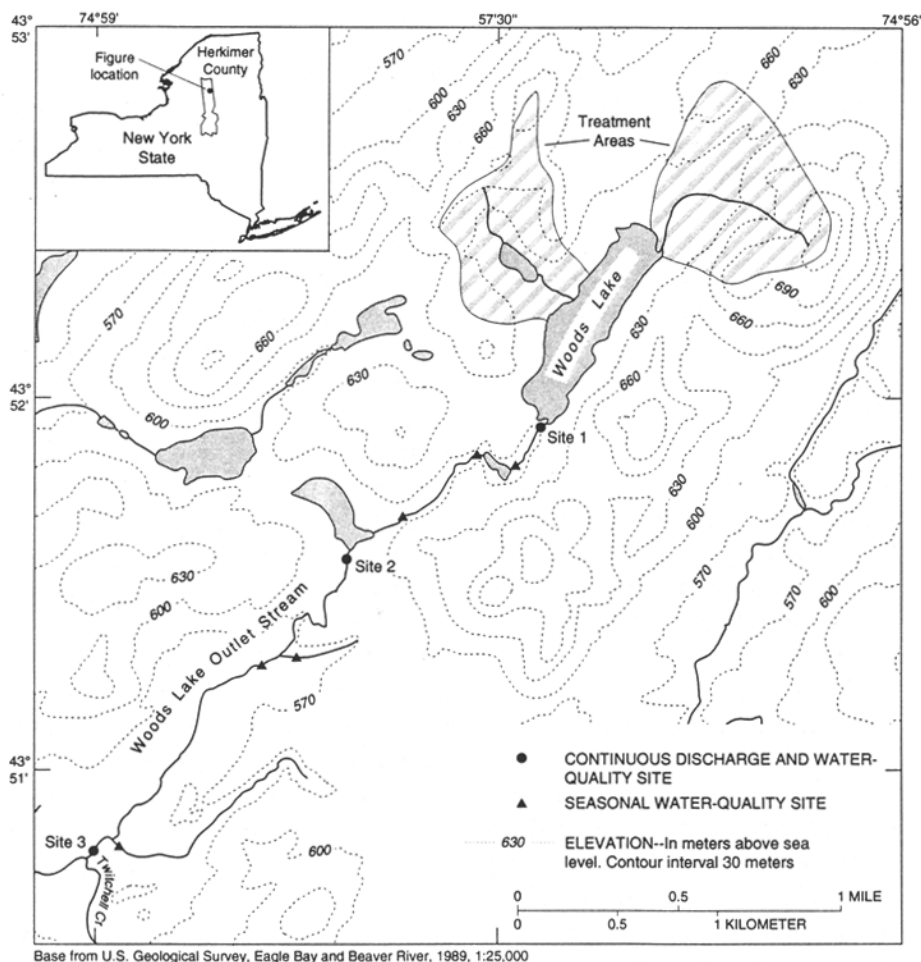 74°59'
57'30"
74°56'
43°
53'
Herkimer
County
Figure
location
New York
State
570
600
630
660
660
630
Treatment
Areas
570
660
690
660
630
Woods Lake
43°
52'
600
630
660
Site 1
630
600
570
570
600
Site 2
630
600
Woods Lake Outlet Stream
570
43°
51'
Site 3
Twitchell Cr
600
CONTINUOUS DISCHARGE AND WATER-
QUALITY SITE
SEASONAL WATER-QUALITY SITE
630
ELEVATION--In meters above sea
level. Contour interval 30 meters
0 0.5 1 MILE
0 0.5 1 KILOMETER
Base from U.S. Geological Survey, Eagle Bay and Beaver River, 1989, 1:25,000